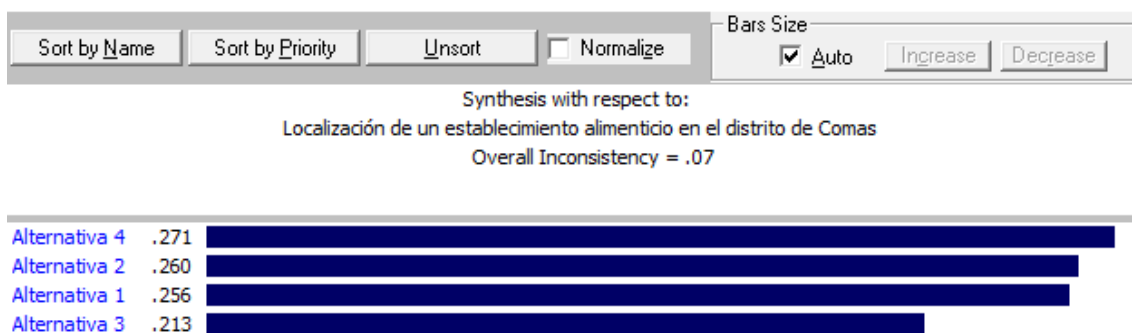 Bars Size
Sort by Name Sort by Priority Unsort Normalize Auto Increase Decrease
Synthesis with respect to:
Localización de un establecimiento alimenticio en el distrito de Comas
Overall Inconsistency = .07
Alternativa 4 .271
Alternativa 2 .260
Alternativa 1 .256
Alternativa 3 .213